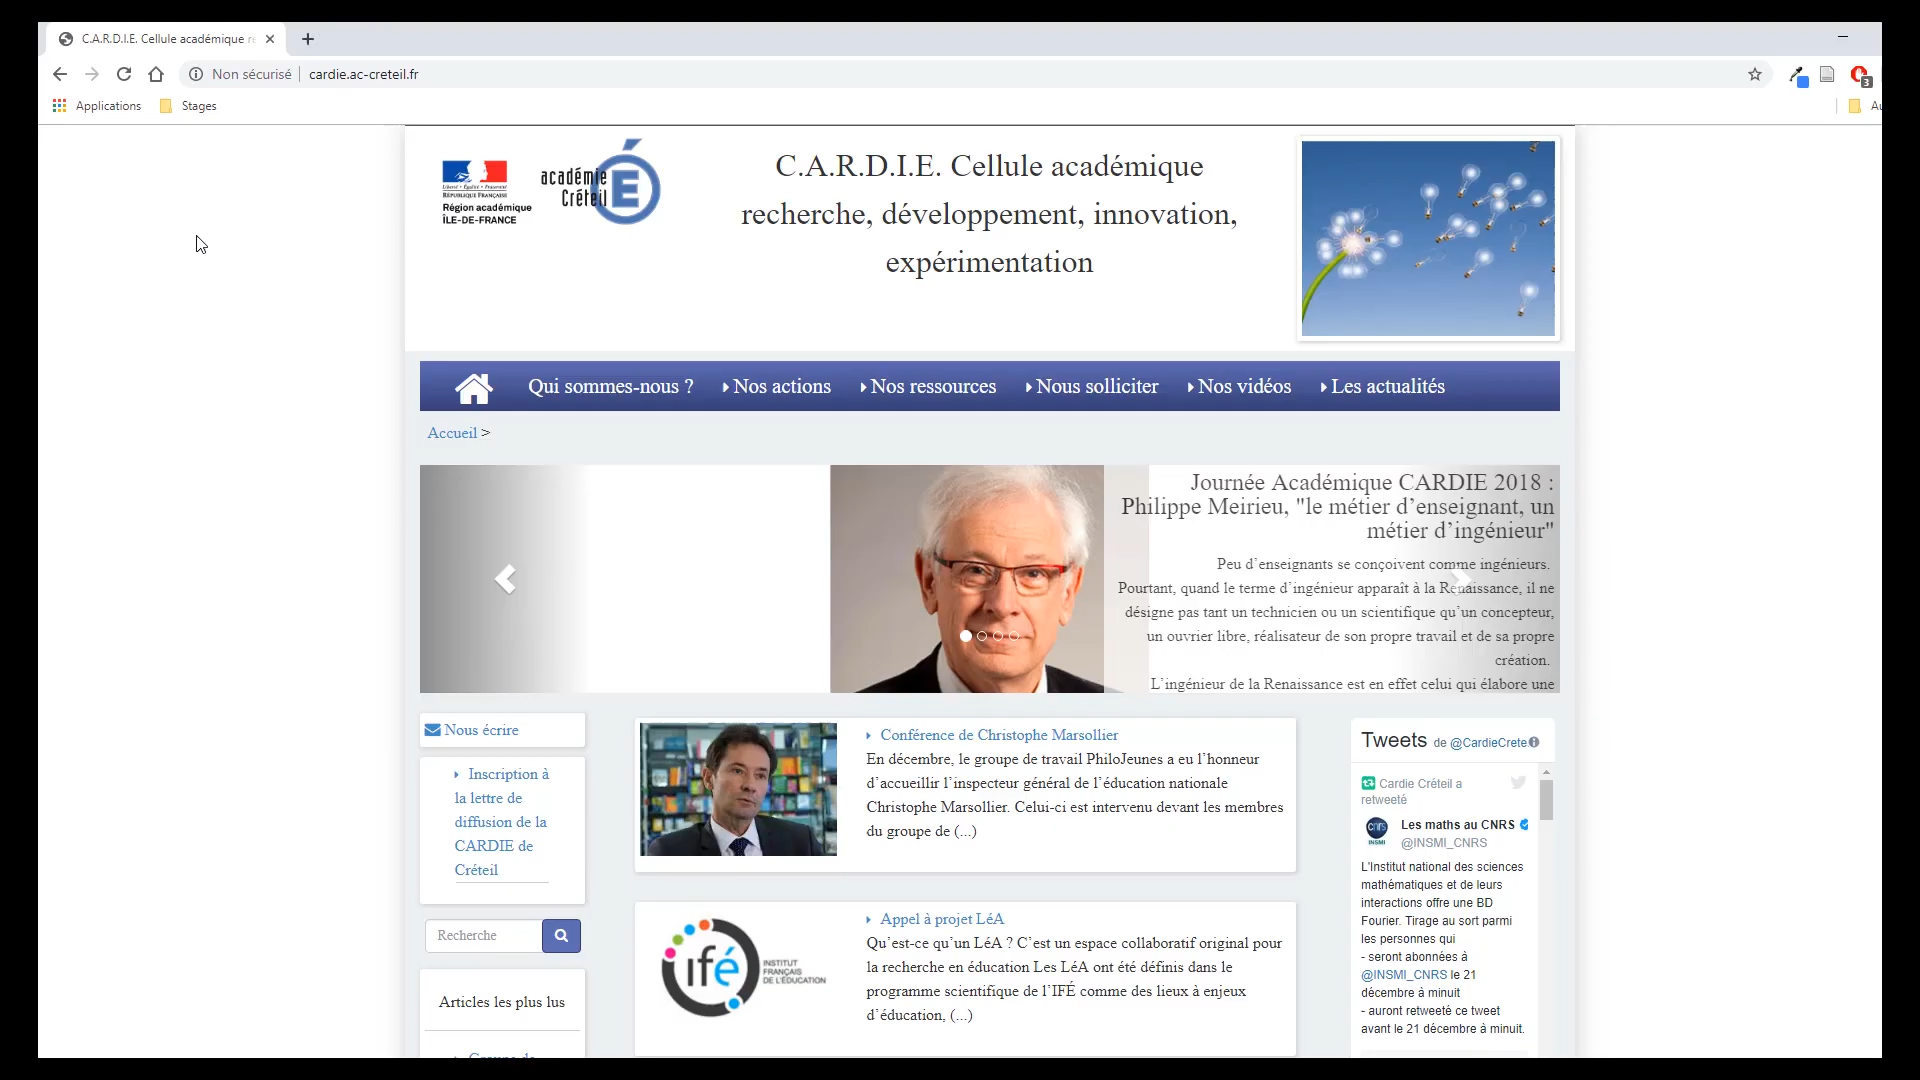 C.A.R.D.I.E. Cellule académique
Non sécurisé
cardie.ac-creteil.fr
3
Applications
Stages
Liberté • Égalité • Fraternité
RÉPUBLIQUE FRANÇAISE
Région académique
ÎLE-DE-FRANCE
académie
Créteil
C.A.R.D.I.E. Cellule académique
recherche, développement, innovation,
expérimentation
Qui sommes-nous ?
Nos actions
Nos ressources
Nous solliciter
Nos vidéos
Les actualités
Accueil >
Journée Académique CARDIE 2018 :
Philippe Meirieu, "le métier d’enseignant, un
métier d’ingénieur"
Peu d’enseignants se conçoivent comme ingénieurs.
Pourtant, quand le terme d’ingénieur apparaît à la Renaissance, il ne
désigne pas tant un technicien ou un scientifique qu’un concepteur,
un ouvrier libre, réalisateur de son propre travail et de sa propre
création.
L’ingénieur de la Renaissance est en effet celui qui élabore une
Nous écrire
Inscription à
la lettre de
diffusion de la
CARDIE de
Créteil
Recherche
Articles les plus lus
Conférence de Christophe Marsollier
En décembre, le groupe de travail PhiloJeunes a eu l’honneur
d’accueillir l’inspecteur général de l’éducation nationale
Christophe Marsollier. Celui-ci est intervenu devant les membres
du groupe de (...)
ifé
INSTITUT
FRANÇAIS
DE L'ÉDUCATION
Appel à projet LéA
Qu’est-ce qu’un LéA ? C’est un espace collaboratif original pour
la recherche en éducation Les LéA ont été définis dans le
programme scientifique de l’IFÉ comme des lieux à enjeux
d’éducation, (...)
Tweets de @CardieCrete
Cardie Créteil a
retweeté
cnrs
INSMI
Les maths au CNRS
@INSMI_CNRS
L'Institut national des sciences
mathématiques et de leurs
interactions offre une BD
Fourier. Tirage au sort parmi
les personnes qui
- seront abonnées à
@INSMI_CNRS le 21
décembre à minuit
- auront retweeté ce tweet
avant le 21 décembre à minuit.